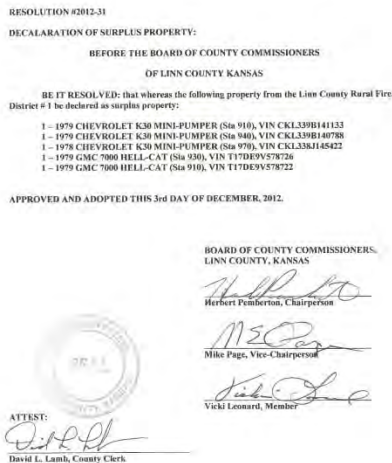 RESOLUTION #2012-31
DECALARATION OF SURPLUS PROPERTY:
BEFORE THE BOARD OF COUNTY COMMISSIONERS
OF LINN COUNTY KANSAS
BE IT RESOLVED: that whereas the following property from the Linn County Rural Fire
District # 1 be declared as surplus property:
1 – 1979 CHEVROLET K30 MINI-PUMPER (Sta 910), VIN CKL339B141133
1 – 1979 CHEVROLET K30 MINI-PUMPER (Sta 940), VIN CKL339B140788
1 – 1978 CHEVROLET K30 MINI-PUMPER (Sta 970), VIN CKL338J145422
1 – 1979 GMC 7000 HELL-CAT (Sta 930), VIN T17DE9V578726
1 – 1979 GMC 7000 HELL-CAT (Sta 910), VIN T17DE9V578722
APPROVED AND ADOPTED THIS 3rd DAY OF DECEMBER, 2012.
BOARD OF COUNTY COMMISSIONERS,
LINN COUNTY, KANSAS
Herbert Pemberton, Chairperson
Mike Page, Vice-Chairperson
Vicki Leonard, Member
ATTEST:
David L. Lamb, County Clerk